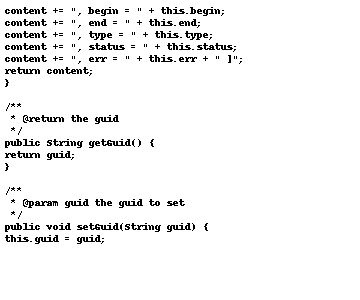 content += ", begin = " + this.begin;
content += ", end = " + this.end;
content += ", type = " + this.type;
content += ", status = " + this.status;
content += ", err = " + this.err + " ]";
return content;
}

/**
 * @return the guid
 */
public String getGuid() {
return guid;
}

/**
 * @param guid the guid to set
 */
public void setGuid(String guid) {
this.guid = guid;